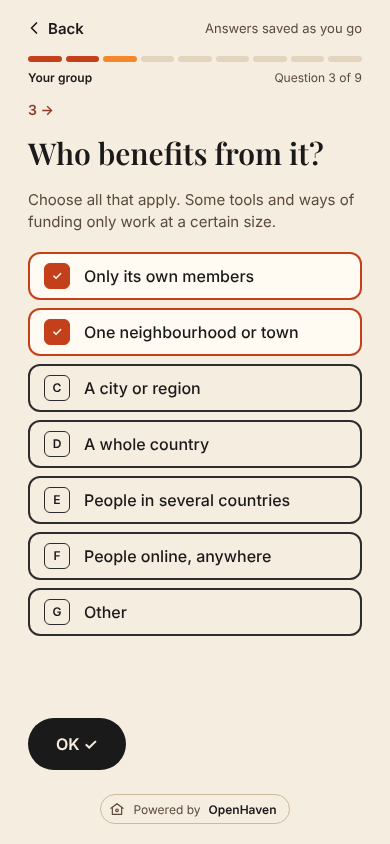 Back
Answers saved as you go
Your group
Question 3 of 9
3 →
Who benefits from it?
Choose all that apply. Some tools and ways of
funding only work at a certain size.
Only its own members
One neighbourhood or town
C A city or region
D A whole country
E People in several countries
F People online, anywhere
G Other
OK ✓
Powered by OpenHaven